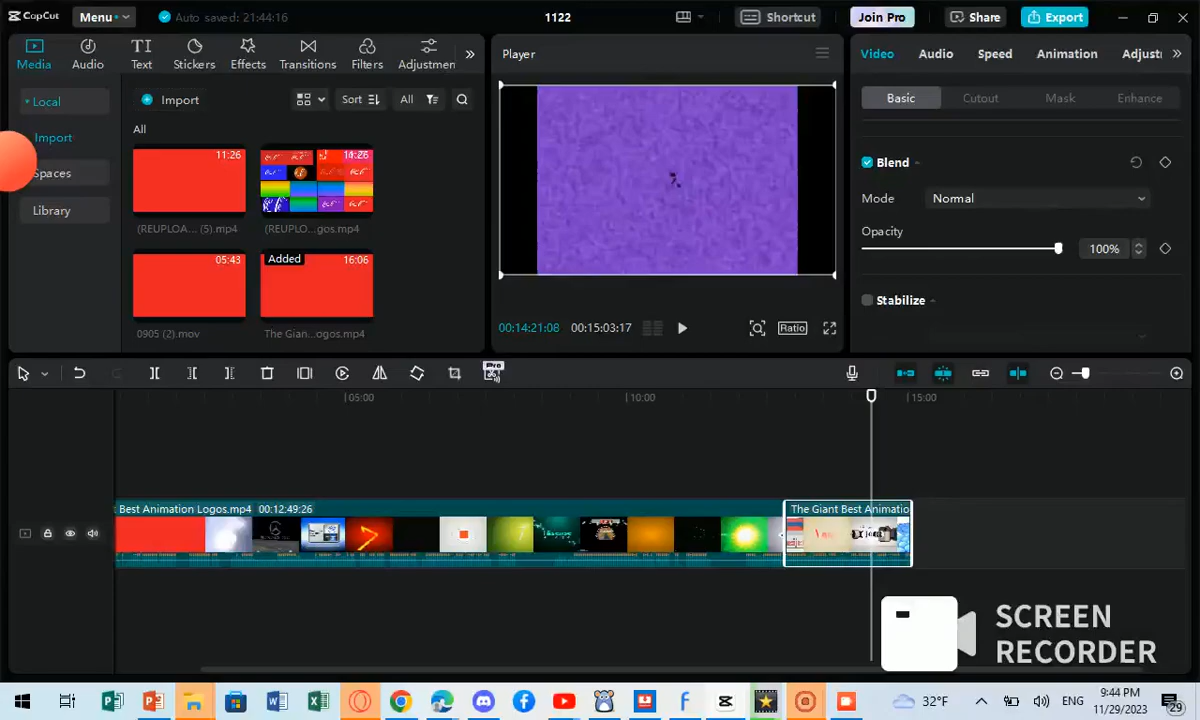 CapCut
Menu
Auto saved: 21:44:16
1122
Shortcut
Join Pro
Share
Export
Media
Audio
Text
Stickers
Effects
Transitions
Filters
Adjustmen
Local
Import
Spaces
Library
Import
Sort
All
All
11:26
(REUPLOA... (5).mp4
14:26
(REUPLO...gos.mp4
05:43
0905 (2).mov
Added
16:06
The Gian...ogos.mp4
Player
00:14:21:08
00:15:03:17
Ratio
Video
Audio
Speed
Animation
Adjust
Basic
Cutout
Mask
Enhance
Blend
Mode
Normal
Opacity
100%
Stabilize
Pro
05:00
10:00
15:00
Best Animation Logos.mp4 00:12:49:26
The Giant Best Animatio
SCREEN
RECORDER
32°F
ENG
9:44 PM
11/29/2023
29